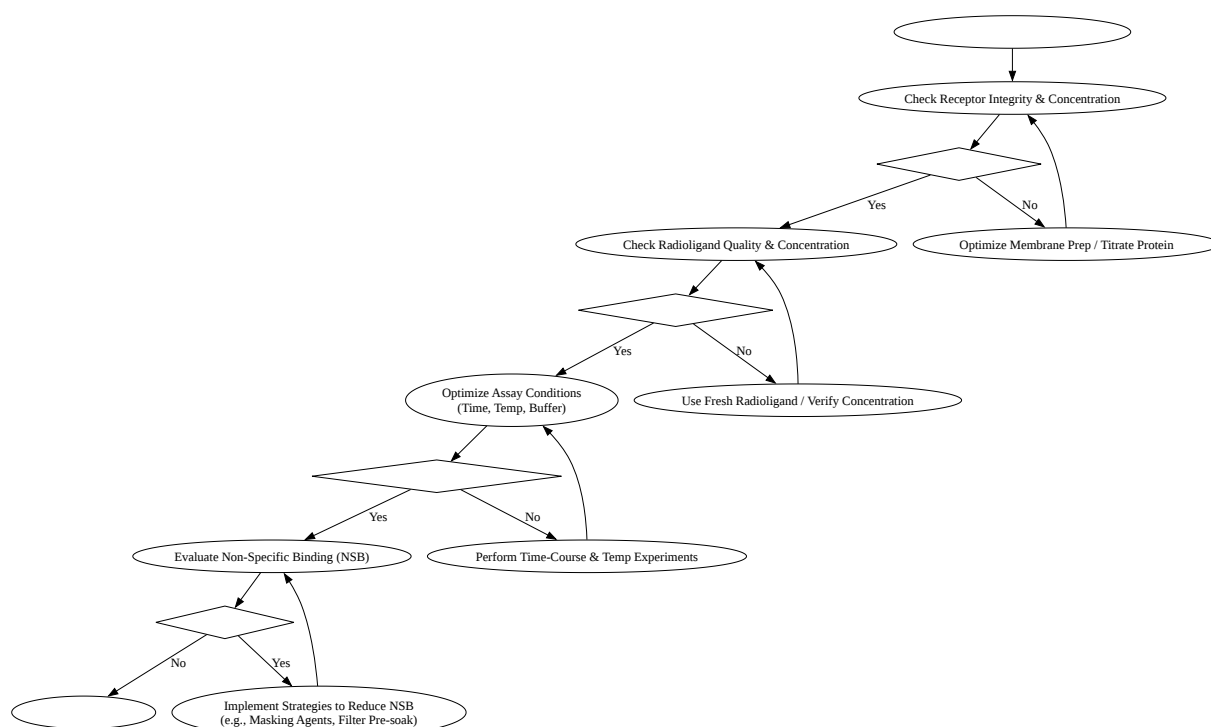 Check Receptor Integrity & Concentration
Yes
No
Check Radioligand Quality & Concentration
Optimize Membrane Prep / Titrate Protein
Yes
No
Optimize Assay Conditions
(Time, Temp, Buffer)
Use Fresh Radioligand / Verify Concentration
Yes
No
Evaluate Non-Specific Binding (NSB)
Perform Time-Course & Temp Experiments
No
Yes
Implement Strategies to Reduce NSB
(e.g., Masking Agents, Filter Pre-soak)